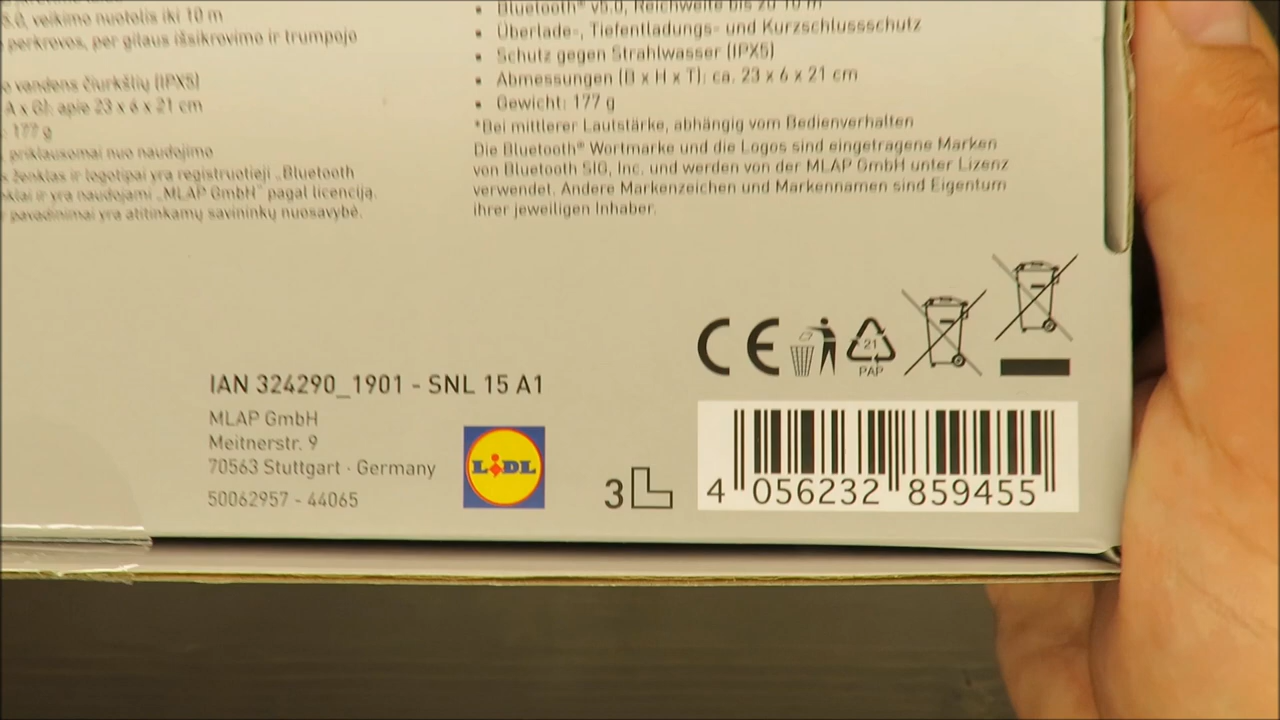 5.0, veikimo nuotolis iki 10 m
perkrovos, per gilaus išsikrovimo ir trumpojo
vandens čiurkšlių (IPX5)
A x G): apie 23 x 6 x 21 cm
: 177 g
priklausomai nuo naudojimo
ženklas ir logotipai yra registruotieji „Bluetooth
ir yra naudojami „MLAP GmbH“ pagal licenciją.
pavadinimai yra atitinkamų savininkų nuosavybė.
• Bluetooth® v5.0, Reichweite bis zu 10 m
• Überlade-, Tiefentladungs- und Kurzschlussschutz
• Schutz gegen Strahlwasser (IPX5)
• Abmessungen (B x H x T): ca. 23 x 6 x 21 cm
• Gewicht: 177 g
*Bei mittlerer Lautstärke, abhängig vom Bedienverhalten
Die Bluetooth® Wortmarke und die Logos sind eingetragene Marken
von Bluetooth SIG, Inc. und werden von der MLAP GmbH unter Lizenz
verwendet. Andere Markenzeichen und Markennamen sind Eigentum
ihrer jeweiligen Inhaber.
IAN 324290_1901 - SNL 15 A1
MLAP GmbH
Meitnerstr. 9
70563 Stuttgart · Germany
50062957 - 44065
LIDL
3L
CE
21
PAP
4 056232 859455